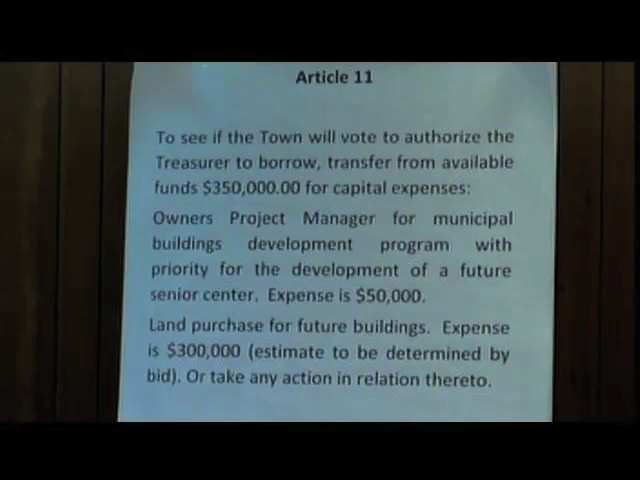 Article 11
To see if the Town will vote to authorize the
Treasurer to borrow, transfer from available
funds $350,000.00 for capital expenses:
Owners Project Manager for municipal
buildings development program with
priority for the development of a future
senior center. Expense is $50,000.
Land purchase for future buildings. Expense
is $300,000 (estimate to be determined by
bid). Or take any action in relation thereto.